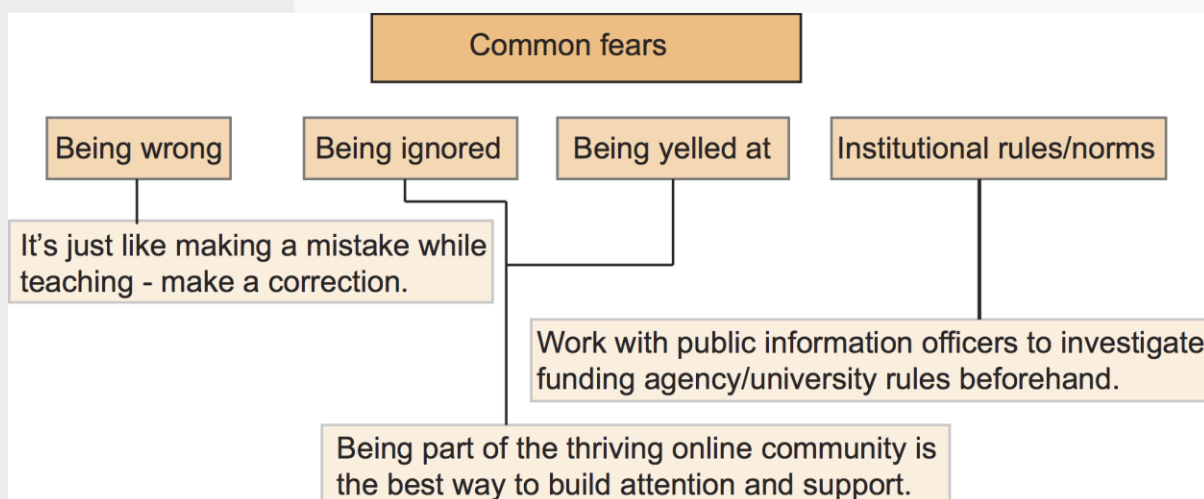 Common fears
Being wrong
Being ignored
Being yelled at
Institutional rules/norms
It's just like making a mistake while
teaching - make a correction.
Work with public information officers to investigate
funding agency/university rules beforehand.
Being part of the thriving online community is
the best way to build attention and support.